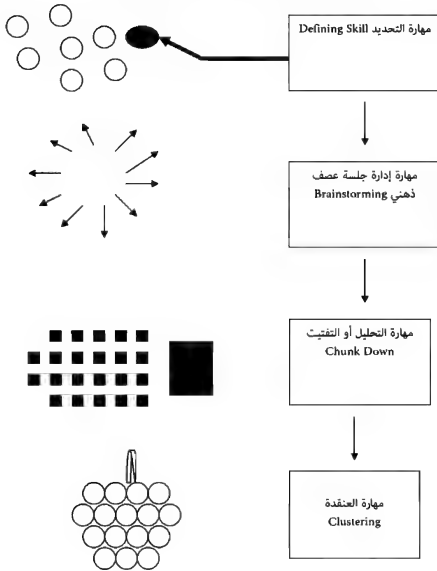 مهارة التحديد Defining Skill
مهارة إدارة جلسة عصف
ذهني Brainstorming
مهارة التحليل أو التفتيت
Chunk Down
مهارة العنقدة
Clustering